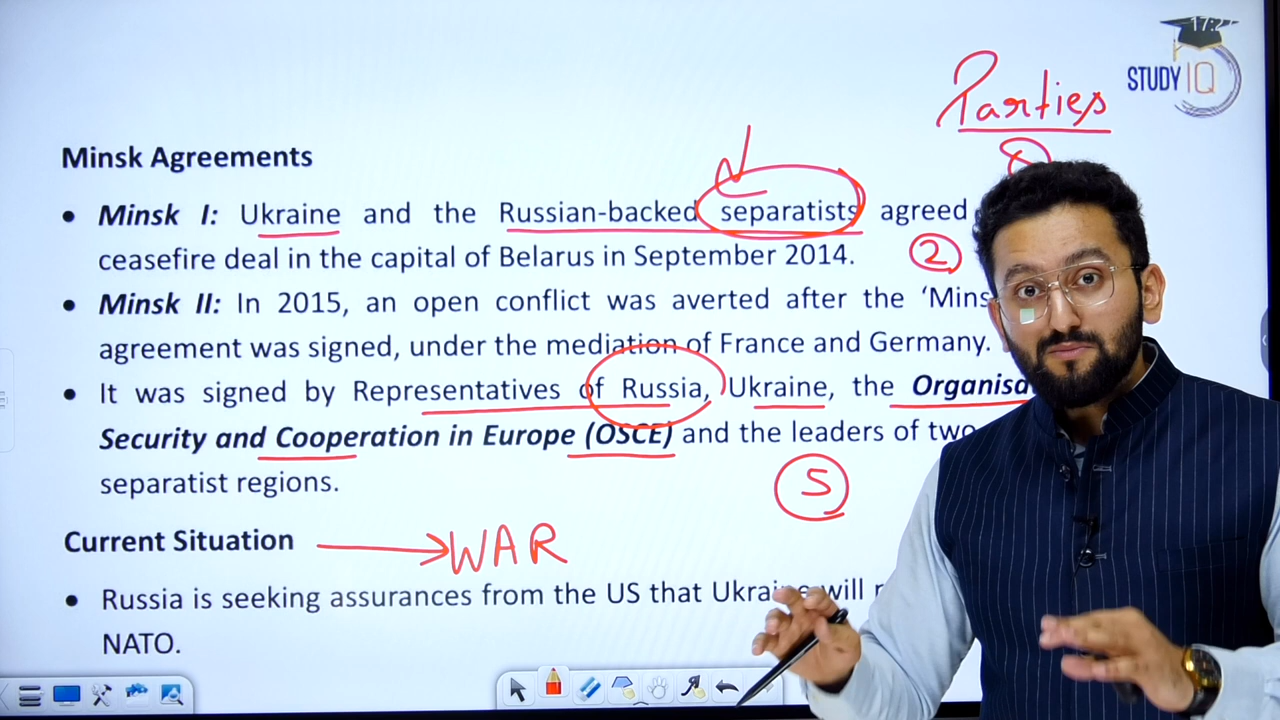 17:2
STUDY IQ
Parties
Minsk Agreements
• Minsk I: Ukraine and the Russian-backed separatists agreed
ceasefire deal in the capital of Belarus in September 2014.
2
• Minsk II: In 2015, an open conflict was averted after the ‘Mins
agreement was signed, under the mediation of France and Germany.
• It was signed by Representatives of Russia, Ukraine, the Organisa
Security and Cooperation in Europe (OSCE) and the leaders of two
separatist regions.
5
Current Situation → WAR
• Russia is seeking assurances from the US that Ukraine will
NATO.